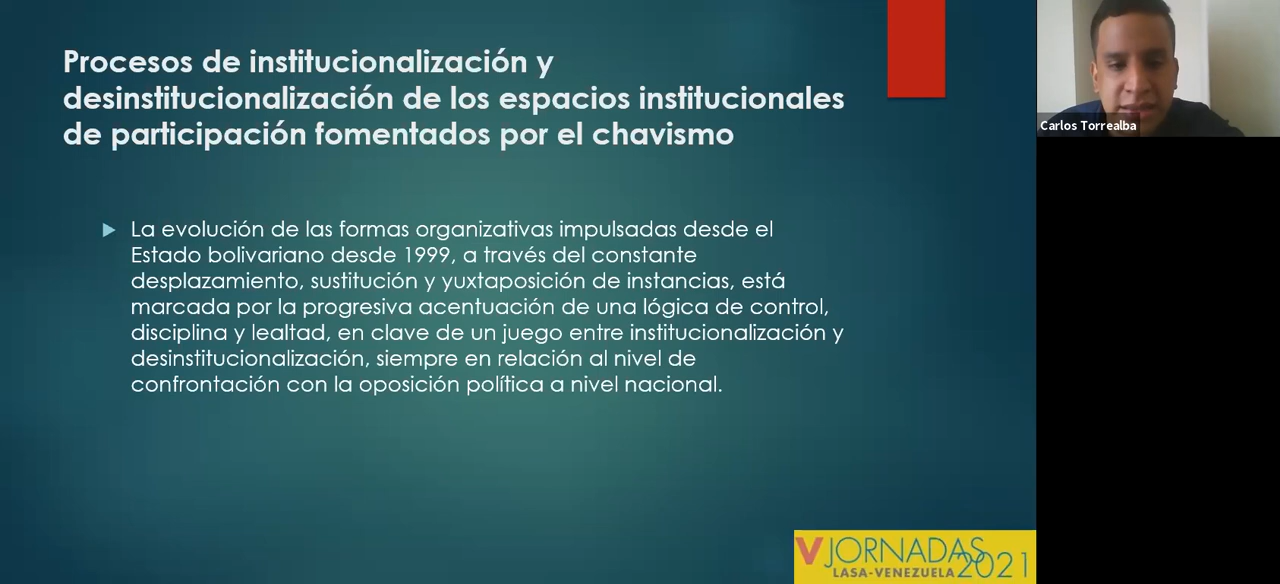 Procesos de institucionalización y
desinstitucionalización de los espacios institucionales
de participación fomentados por el chavismo
La evolución de las formas organizativas impulsadas desde el
Estado bolivariano desde 1999, a través del constante
desplazamiento, sustitución y yuxtaposición de instancias, está
marcada por la progresiva acentuación de una lógica de control,
disciplina y lealtad, en clave de un juego entre institucionalización y
desinstitucionalización, siempre en relación al nivel de
confrontación con la oposición política a nivel nacional.
Carlos Torrealba
V JORNADAS
LASA-VENEZUELA 2021